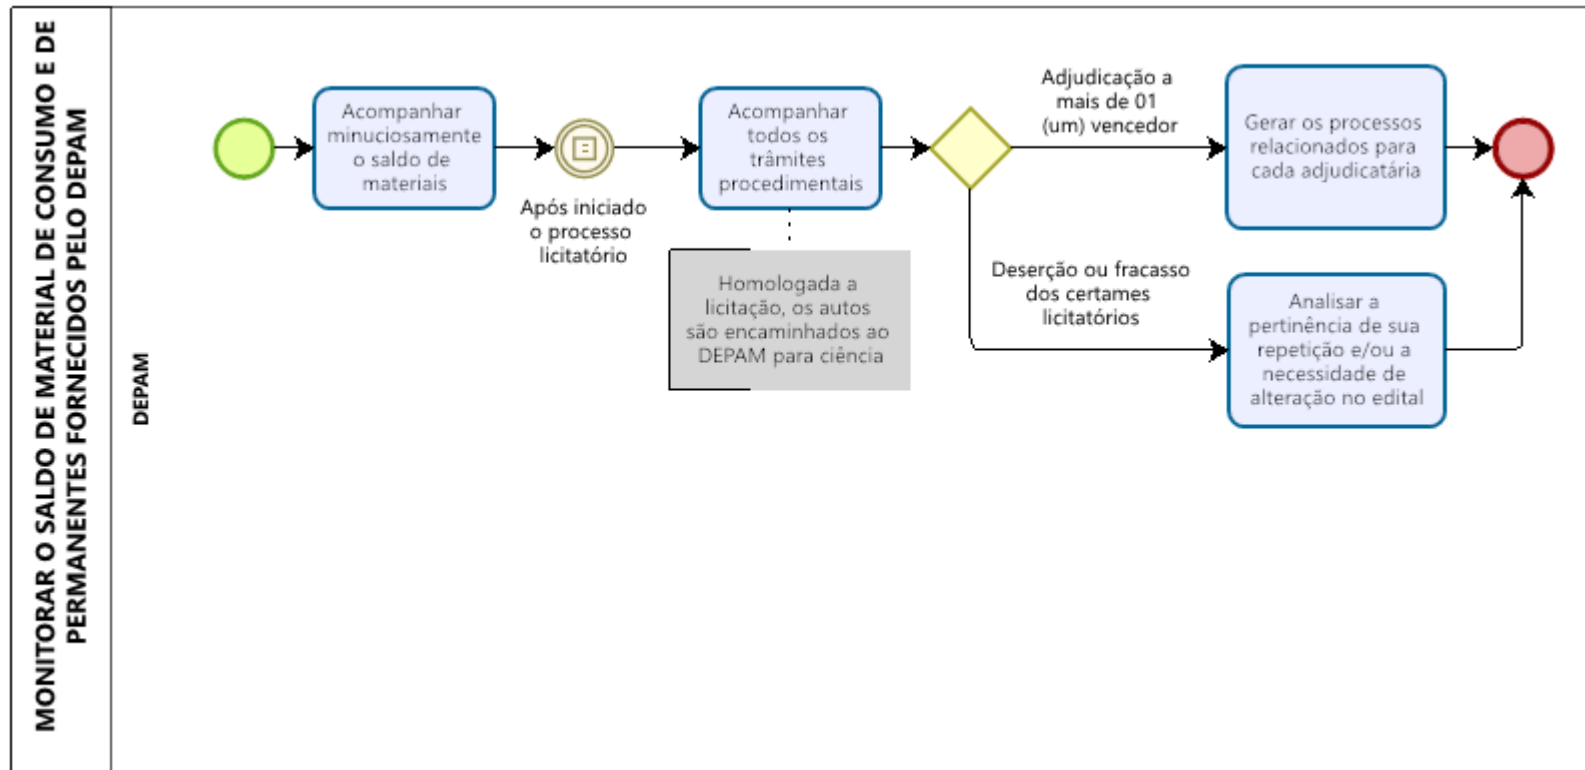 MONITORAR O SALDO DE MATERIAL DE CONSUMO E DE
PERMANENTES FORNECIDOS PELO DEPAM
DEPAM
Acompanhar
minuciosamente
o saldo de
materiais
Após iniciado
o processo
licitatório
Acompanhar
todos os
trâmites
procedimentais
Homologada a
licitação, os autos
são encaminhados ao
DEPAM para ciência
Adjudicação a
mais de 01
(um) vencedor
Gerar os processos
relacionados para
cada adjudicatária
Deserção ou fracasso
dos certames
licitatórios
Analisar a
pertinência de sua
repetição e/ou a
necessidade de
alteração no edital